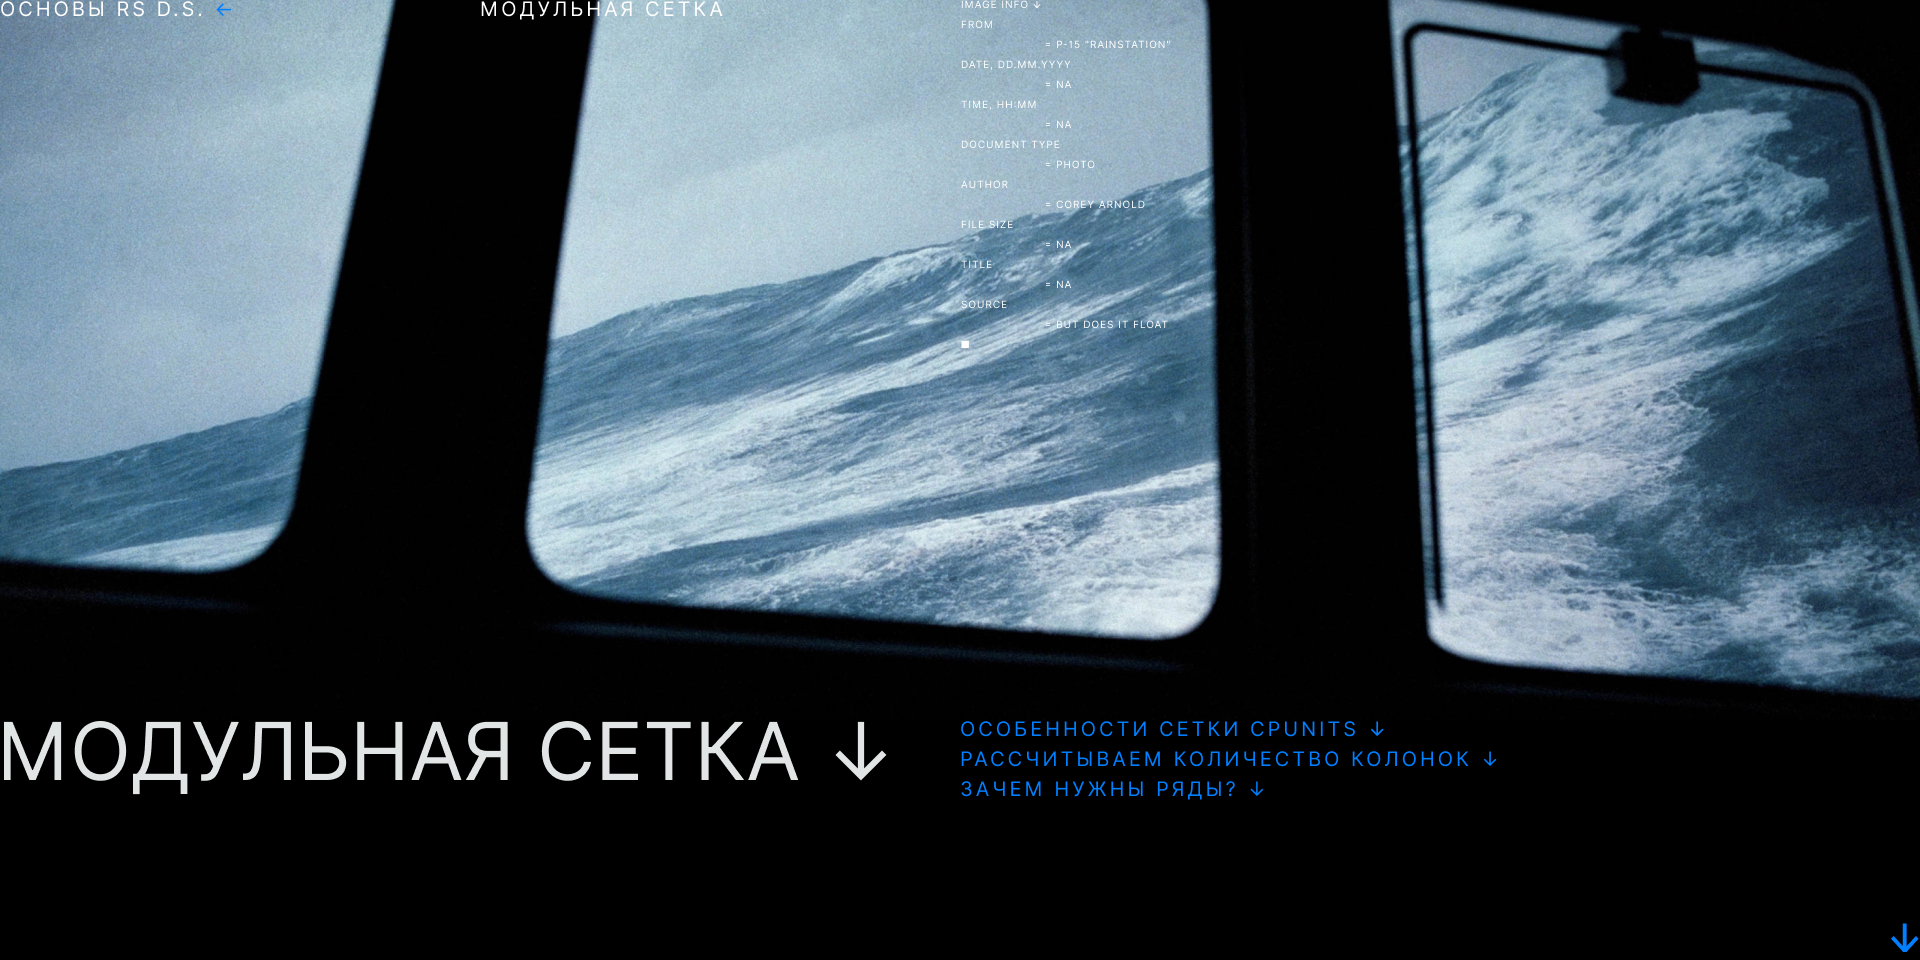 ОСНОВЫ RS D.S. ←
МОДУЛЬНАЯ СЕТКА
IMAGE INFO ↓
FROM
= P-15 "RAINSTATION"
DATE, DD.MM.YYYY
= NA
TIME, HH:MM
= NA
DOCUMENT TYPE
= PHOTO
AUTHOR
= COREY ARNOLD
FILE SIZE
= NA
TITLE
= NA
SOURCE
= BUT DOES IT FLOAT
МОДУЛЬНАЯ СЕТКА ↓
ОСОБЕННОСТИ СЕТКИ CPUNITS ↓
РАССЧИТЫВАЕМ КОЛИЧЕСТВО КОЛОНОК ↓
ЗАЧЕМ НУЖНЫ РЯДЫ? ↓